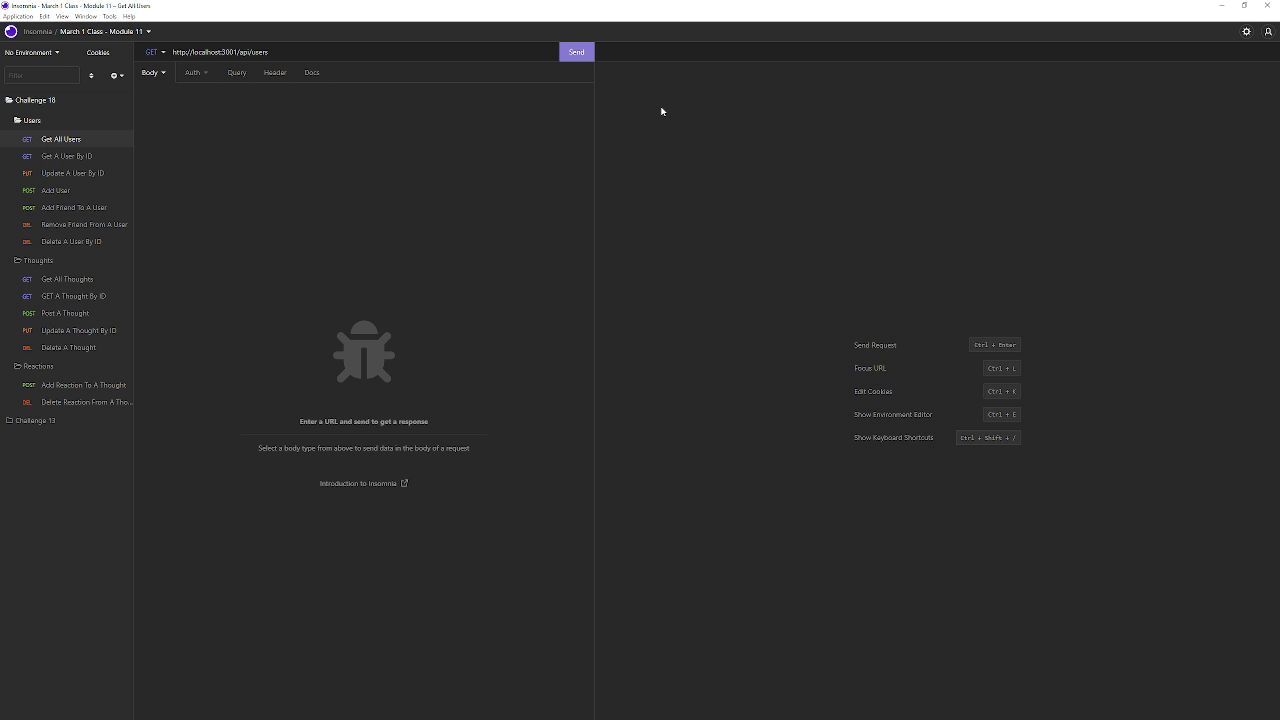 Insomnia - March 1 Class - Module 11 - Get All Users
Application Edit View Window Tools Help
Insomnia / March 1 Class - Module 11
No Environment Cookies
GET http://localhost:3001/api/users Send
Filter
Body Auth Query Header Docs
Challenge 18
Users
GET Get All Users
GET Get A User By ID
PUT Update A User By ID
POST Add User
POST Add Friend To A User
DEL Remove Friend From A User
DEL Delete A User By ID
Thoughts
GET Get All Thoughts
GET GET A Thought By ID
POST Post A Thought
PUT Update A Thought By ID
DEL Delete A Thought
Reactions
POST Add Reaction To A Thought
DEL Delete Reaction From A Tho...
Challenge 13
Enter a URL and send to get a response
Select a body type from above to send data in the body of a request
Introduction to Insomnia
Send Request Ctrl + Enter
Focus URL Ctrl + L
Edit Cookies Ctrl + K
Show Environment Editor Ctrl + E
Show Keyboard Shortcuts Ctrl + Shift + /